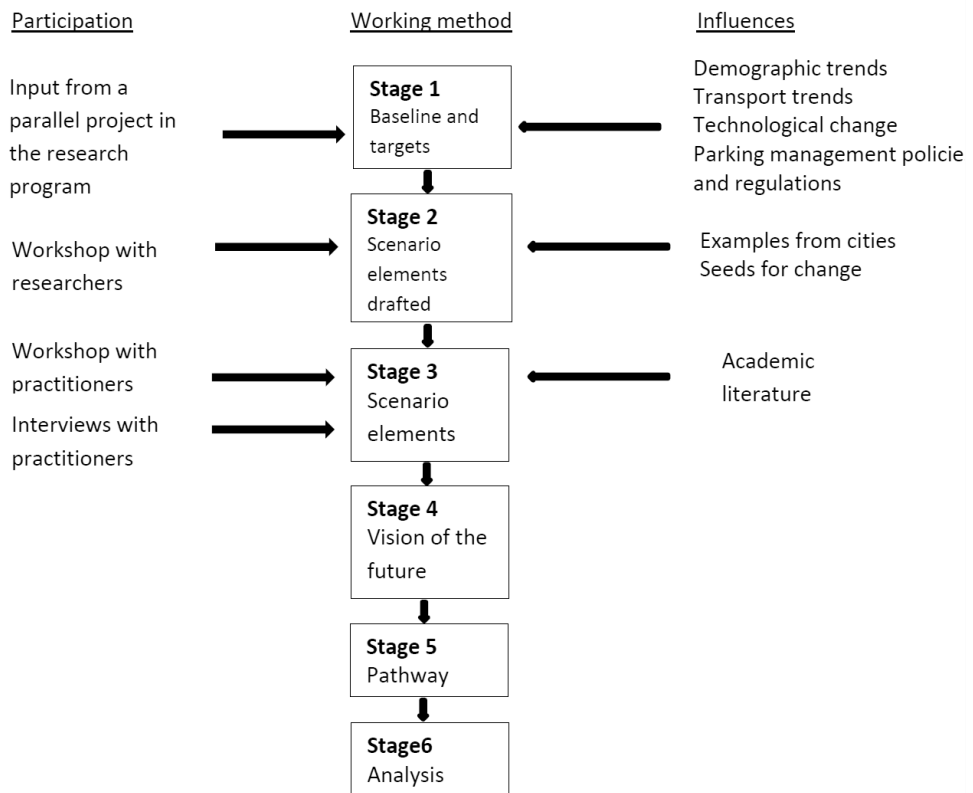 Participation
Working method
Influences
Input from a
parallel project in
the research
program
Stage 1
Baseline and
targets
Demographic trends
Transport trends
Technological change
Parking management policie
and regulations
Workshop with
researchers
Stage 2
Scenario
elements
drafted
Examples from cities
Seeds for change
Workshop with
practitioners
Interviews with
practitioners
Stage 3
Scenario
elements
Academic
literature
Stage 4
Vision of the
future
Stage 5
Pathway
Stage6
Analysis